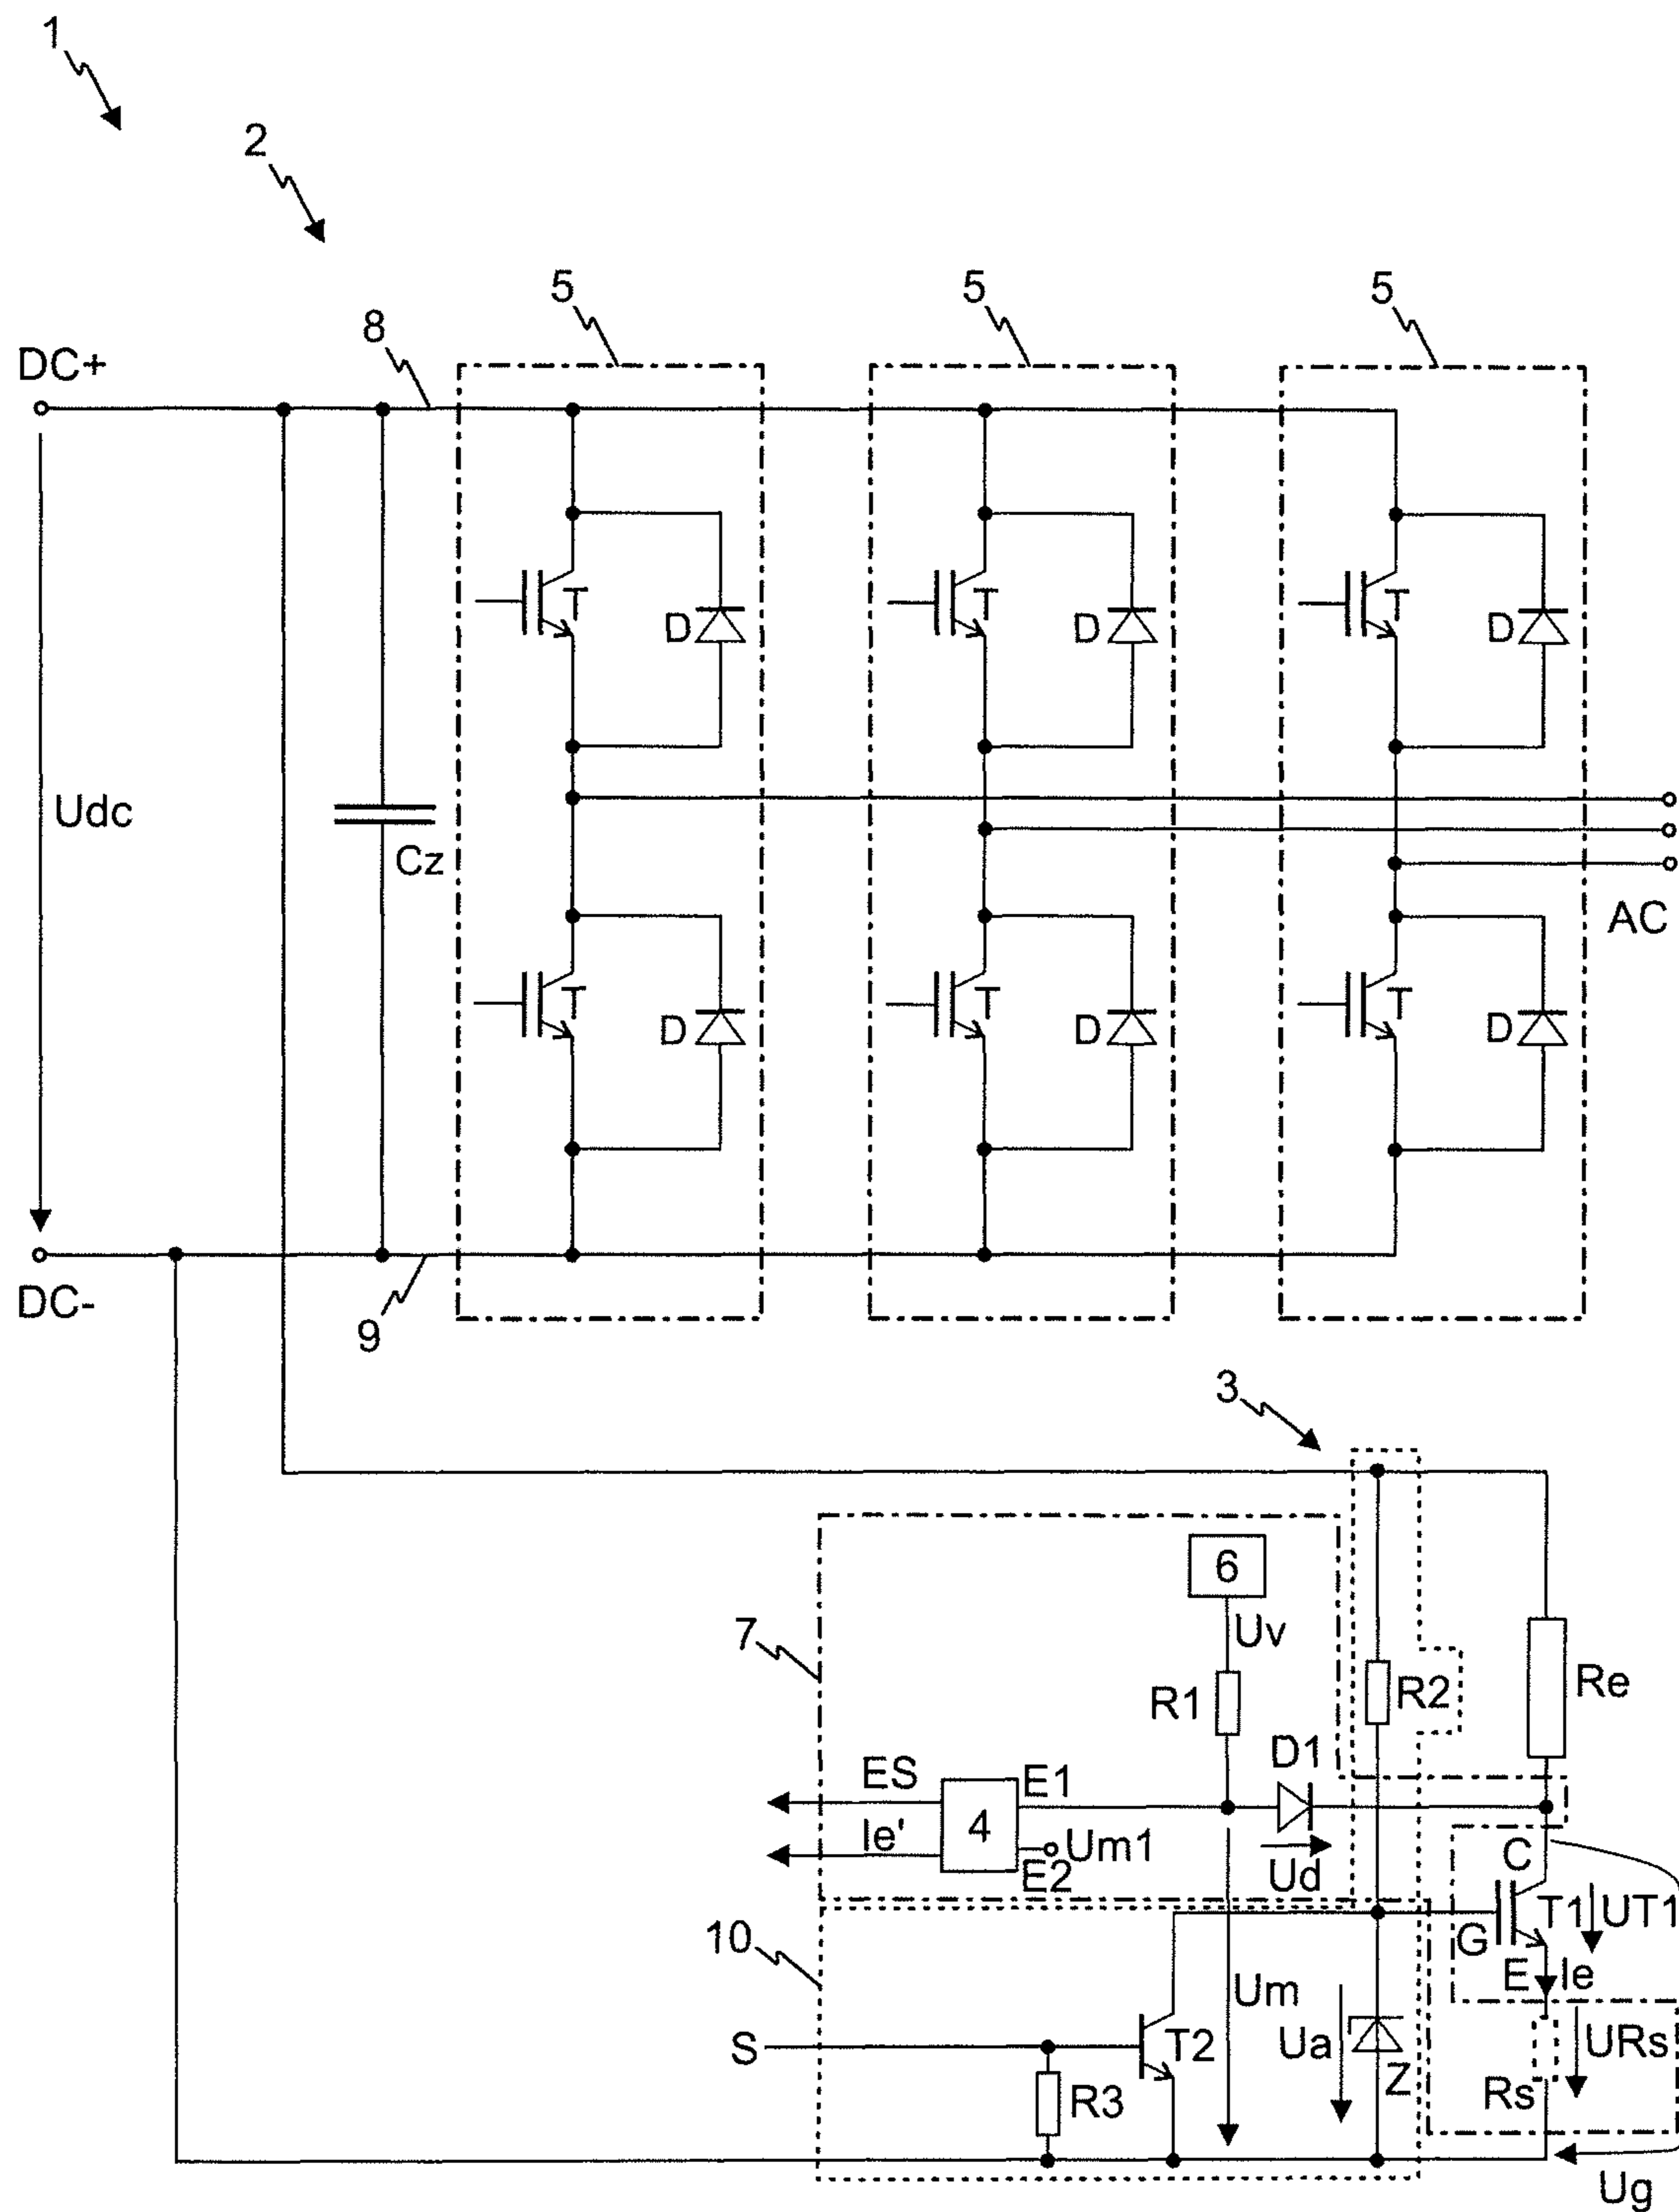 1
2
5 5 5
8
DC+
T D T D T D
Udc
Cz
AC
T D T D T D
DC-
9
3
6
7
Uv
R1 R2 Re
D1
ES E1
4
Ie' Um1
E2 Ud
C
10
G T1 UT1
E Ie
Um
S T2 Ua URs
R3 Z Rs
Ug